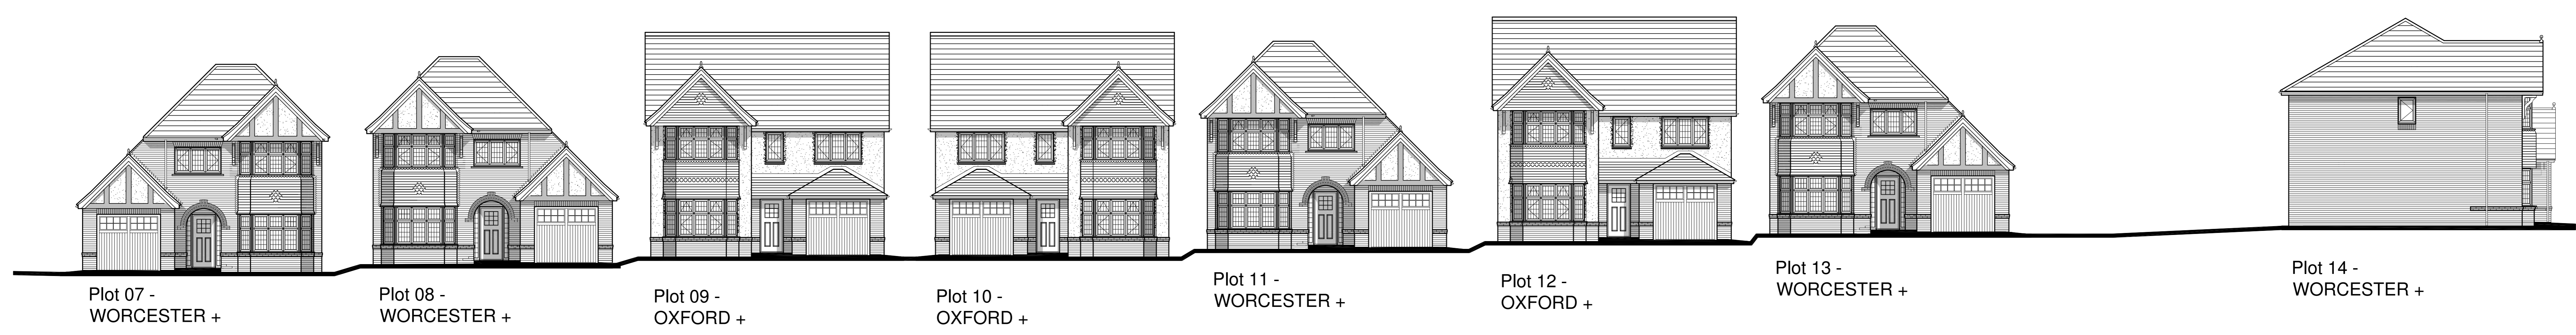 Plot 07 -
WORCESTER +
Plot 08 -
WORCESTER +
Plot 09 -
OXFORD +
Plot 10 -
OXFORD +
Plot 11 -
WORCESTER +
Plot 12 -
OXFORD +
Plot 13 -
WORCESTER +
Plot 14 -
WORCESTER +